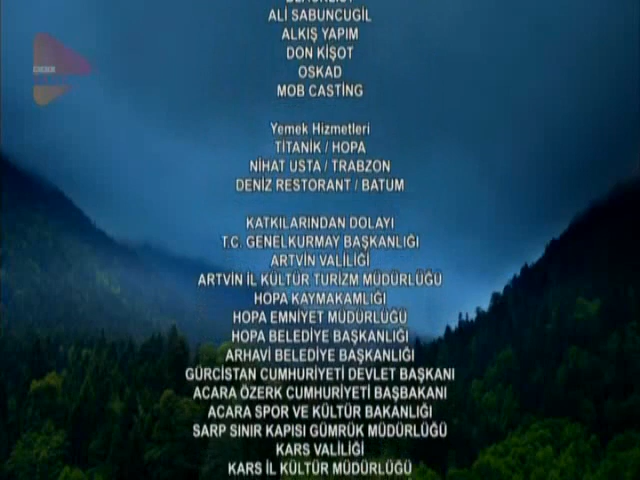 ALİ SABUNCUGİL
ALKIŞ YAPIM
DON KİŞOT
OSKAD
MOB CASTİNG
Yemek Hizmetleri
TİTANİK / HOPA
NİHAT USTA / TRABZON
DENİZ RESTORANT / BATUM
KATKILARINDAN DOLAYI
T.C. GENELKURMAY BAŞKANLIĞI
ARTVİN VALİLİĞİ
ARTVİN İL KÜLTÜR TURİZM MÜDÜRLÜĞÜ
HOPA KAYMAKAMLIĞI
HOPA EMNİYET MÜDÜRLÜĞÜ
HOPA BELEDİYE BAŞKANLIĞI
ARHAVİ BELEDİYE BAŞKANLIĞI
GÜRCİSTAN CUMHURİYETİ DEVLET BAŞKANI
ACARA ÖZERK CUMHURİYETİ BAŞBAKANI
ACARA SPOR VE KÜLTÜR BAKANLIĞI
SARP SINIR KAPISI GÜMRÜK MÜDÜRLÜĞÜ
KARS VALİLİĞİ
KARS İL KÜLTÜR MÜDÜRLÜĞÜ